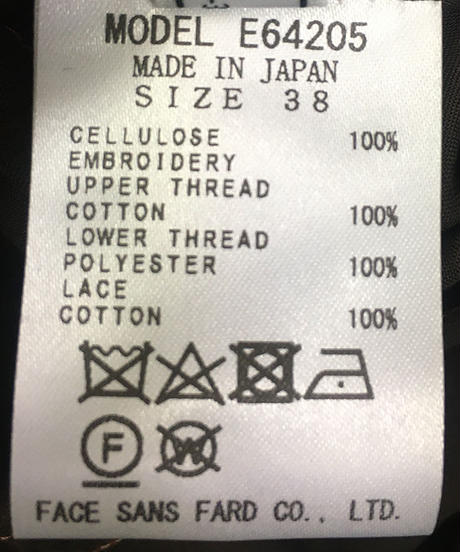 MODEL E64205
MADE IN JAPAN
SIZE 38
CELLULOSE 100%
EMBROIDERY
UPPER THREAD
COTTON 100%
LOWER THREAD
POLYESTER 100%
LACE
COTTON 100%
F W
FACE SANS FARD CO., LTD.